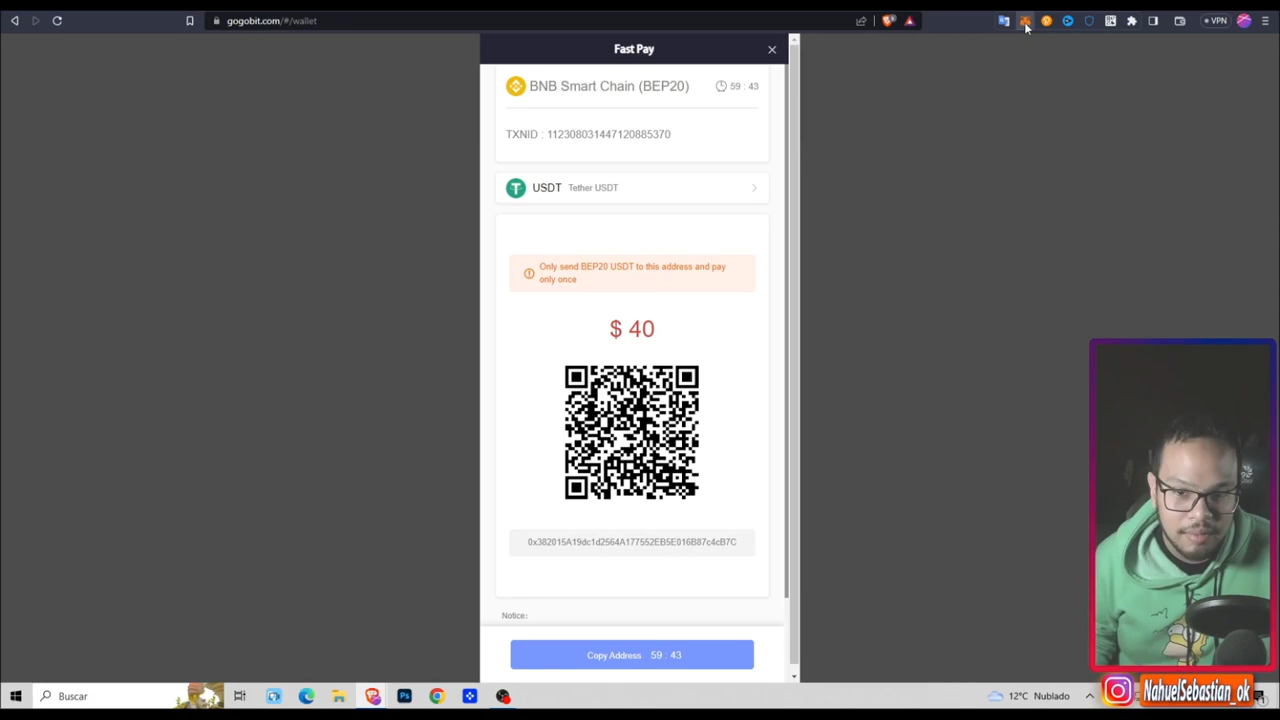 gogobit.com/#/wallet
VPN
Fast Pay
BNB Smart Chain (BEP20)
59 : 43
TXNID : 112308031447120885370
USDT Tether USDT
Only send BEP20 USDT to this address and pay
only once
$ 40
0x382015A19dc1d2564A177552EB5E016B87c4cB7C
Notice:
Copy Address 59 : 43
Buscar
12°C Nublado
NahuelSebastian_ok